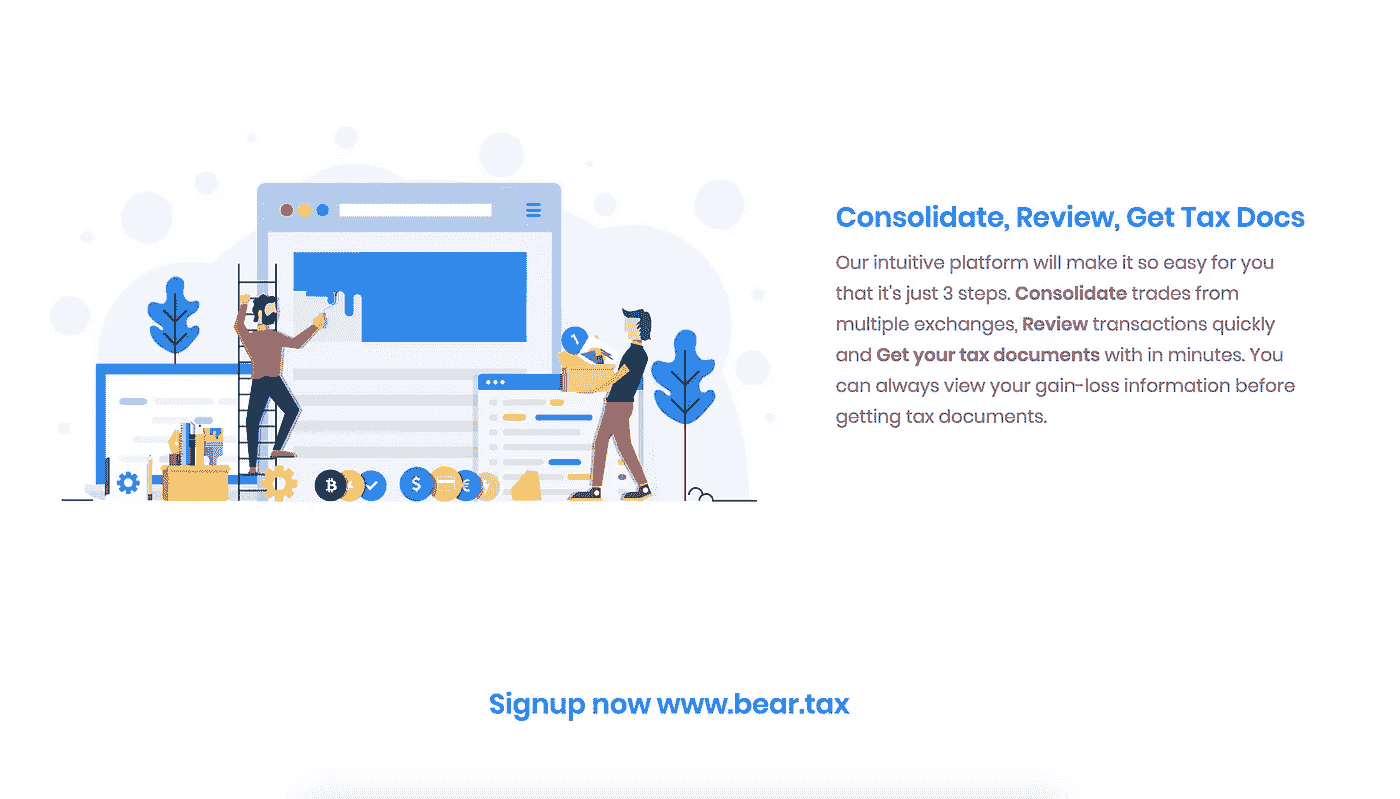 Consolidate, Review, Get Tax Docs
Our intuitive platform will make it so easy for you
that it's just 3 steps. Consolidate trades from
multiple exchanges, Review transactions quickly
and Get your tax documents with in minutes. You
can always view your gain-loss information before
getting tax documents.
Signup now www.bear.tax